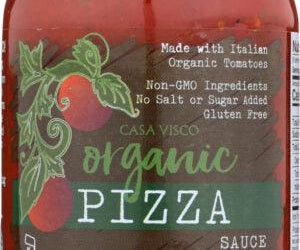 Made with Italian
Organic Tomatoes
Non-GMO Ingredients
No Salt or Sugar Added
Gluten Free
CASA VISCO
organic
PIZZA
SAUCE